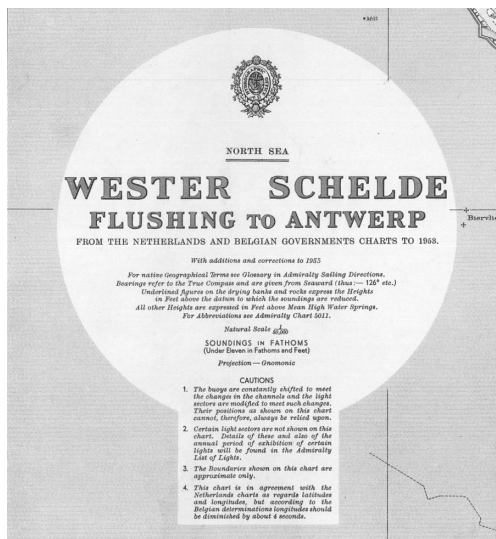 NORTH SEA
WESTER SCHELDE
FLUSHING TO ANTWERP
FROM THE NETHERLANDS AND BELGIAN GOVERNMENTS CHARTS TO 1953.
With additions and corrections to 1955
For native Geographical Terms see Glossary in Admiralty Sailing Directions.
Bearings refer to the True Compass and are given from Seaward (thus:— 126° etc.)
Underlined figures on the drying banks and rocks express the Heights
in Feet above the datum to which the soundings are reduced.
All other Heights are expressed in Feet above Mean High Water Springs.
For Abbreviations see Admiralty Chart 5011.
Natural Scale
SOUNDINGS IN FATHOMS
(Under Eleven in Fathoms and Feet)
Projection — Gnomonic
CAUTIONS
1. The buoys are constantly shifted to meet
the changes in the channels and the light
sectors are modified to meet such changes.
Their positions as shown on this chart
cannot, therefore, always be relied upon.
2. Certain light sectors are not shown on this
chart. Details of these and also of the
annual period of exhibition of certain
lights will be found in the Admiralty
List of Lights.
3. The Boundaries shown on this chart are
approximate only.
4. This chart is in agreement with the
Netherlands charts as regards latitudes
and longitudes, but according to the
Belgian determinations longitudes should
be diminished by about 4 seconds.
Biervlie